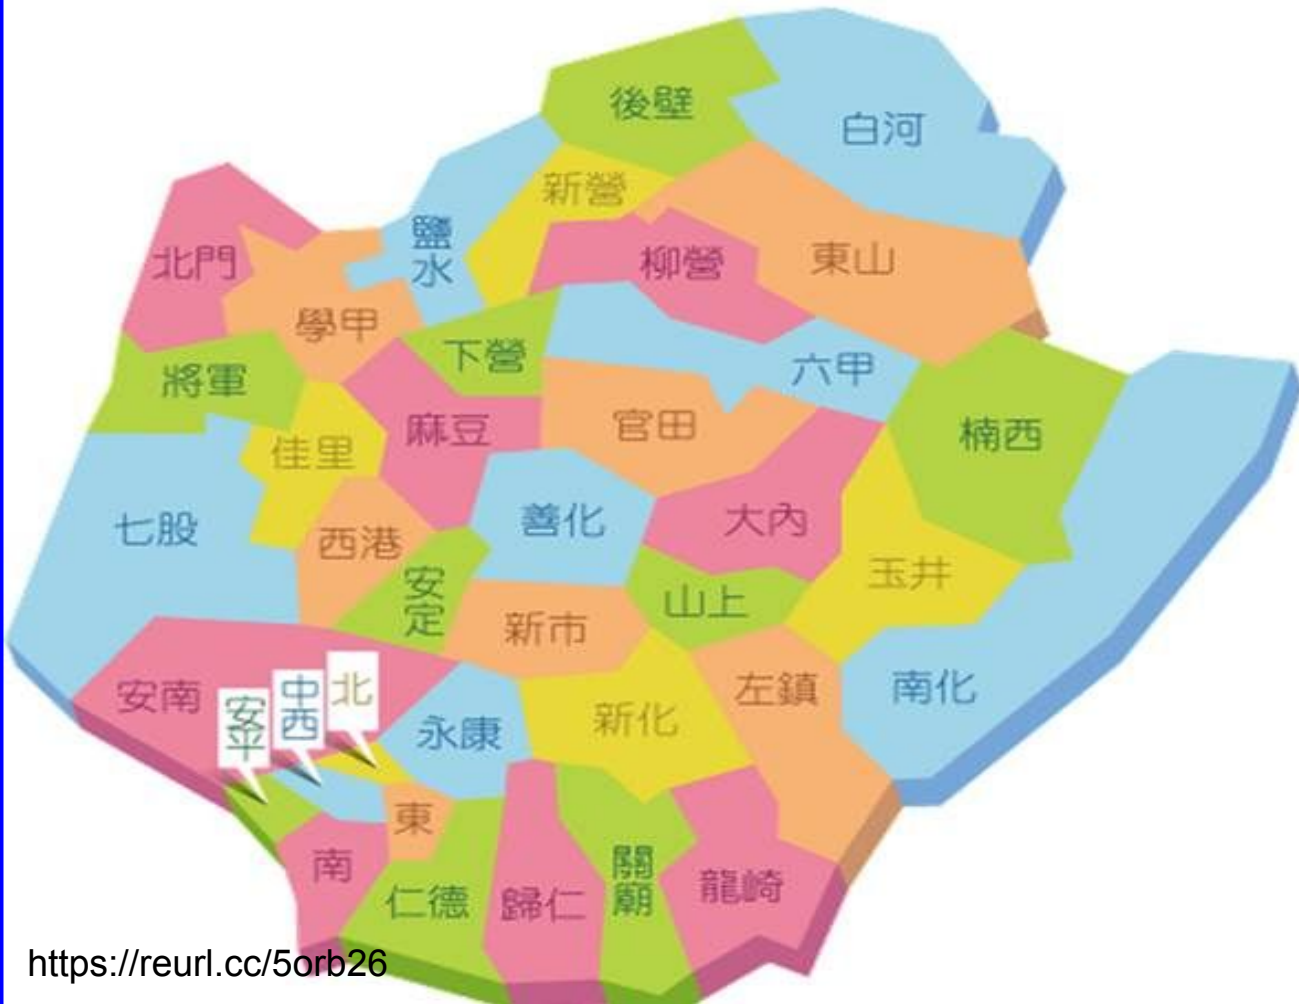 後壁
白河
新營
鹽水
北門
柳營
東山
學甲
下營
六甲
將軍
麻豆
官田
楠西
佳里
七股
西港
善化
大內
安定
玉井
新市
山上
安南
安平
中西
北
永康
新化
左鎮
南化
東
南
仁德
歸仁
關廟
龍崎
https://reurl.cc/5orb26